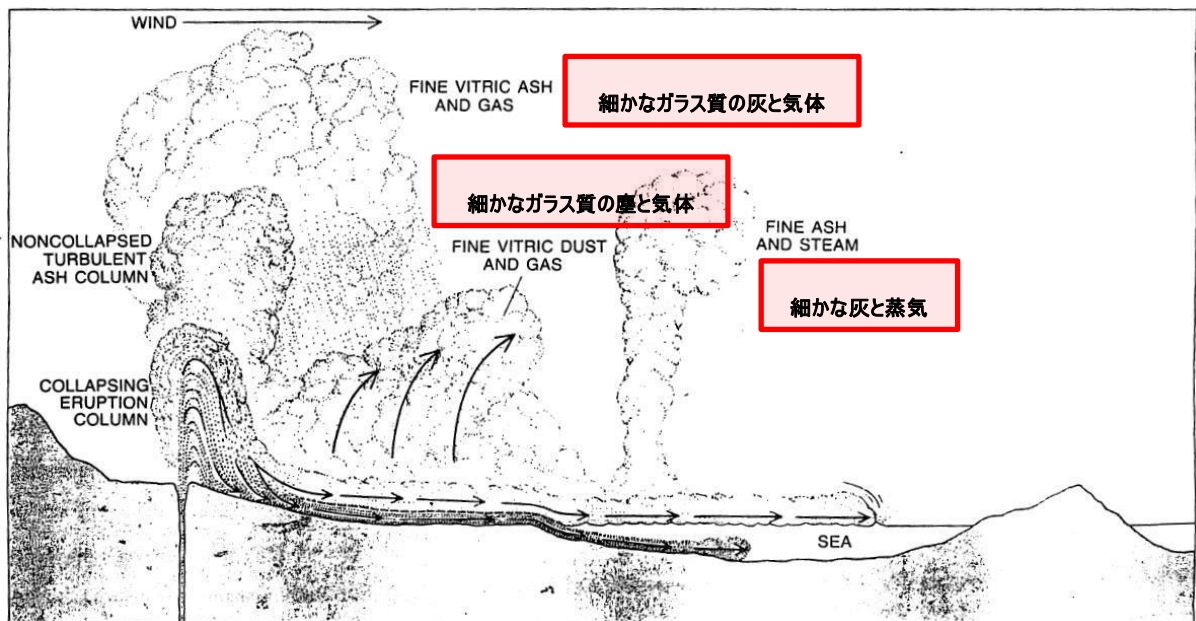 WIND
FINE VITRIC ASH
AND GAS
細かなガラス質の灰と気体
細かなガラス質の塵と気体
FINE VITRIC DUST
AND GAS
NONCOLLAPSED
TURBULENT
ASH COLUMN
FINE ASH
AND STEAM
細かな灰と蒸気
COLLAPSING
ERUPTION
COLUMN
SEA